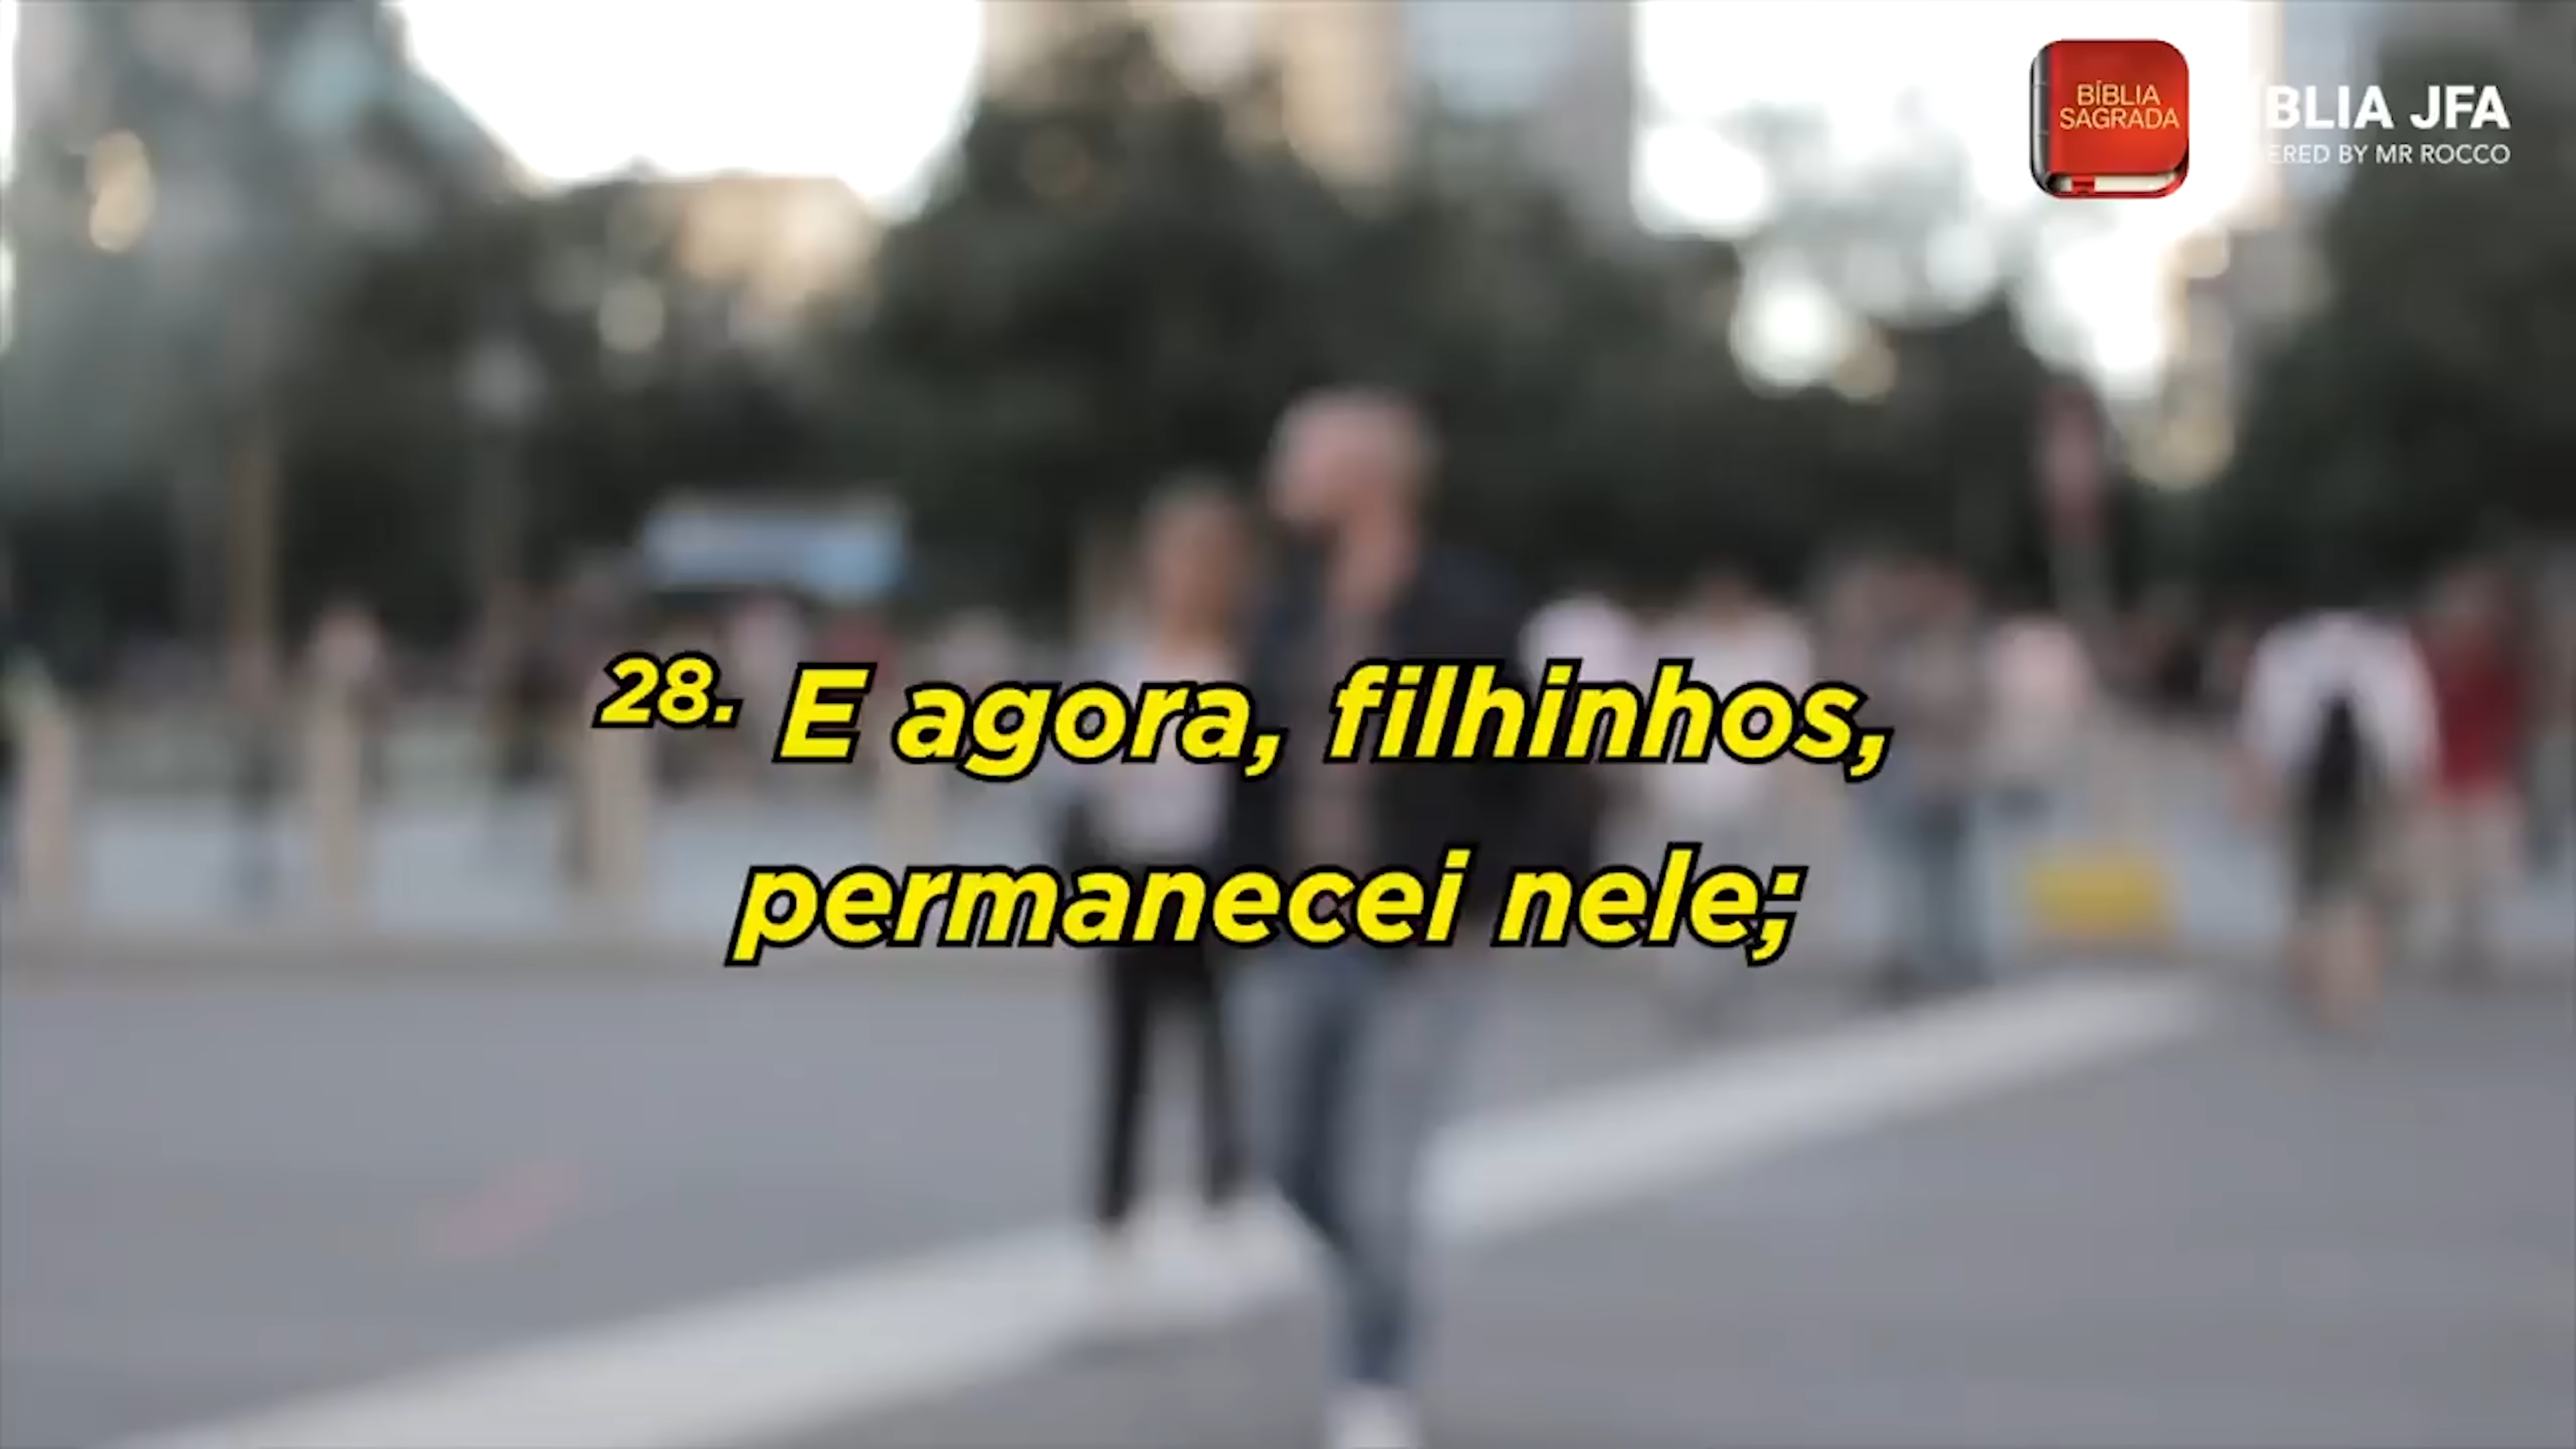 BÍBLIA
SAGRADA
BLIA JFA
ERED BY MR ROCCO
28. E agora, filhinhos,
permanecei nele;